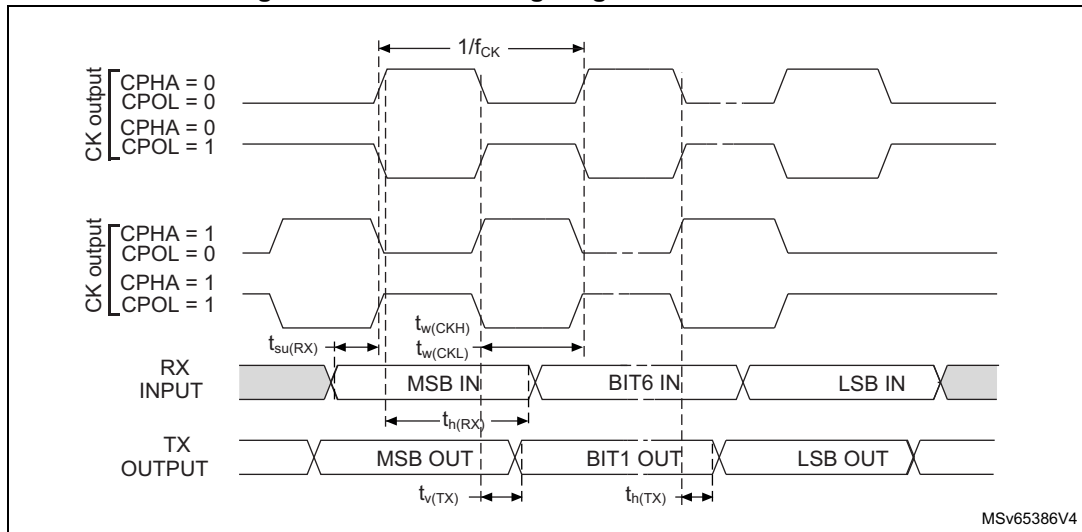 1/fCK
CK output
CPHA = 0
CPOL = 0
CPHA = 0
CPOL = 1
CK output
CPHA = 1
CPOL = 0
CPHA = 1
CPOL = 1
tw(CKH)
tsu(RX)
tw(CKL)
RX
INPUT
MSB IN
BIT6 IN
LSB IN
th(RX)
TX
OUTPUT
MSB OUT
BIT1 OUT
LSB OUT
tv(TX)
th(TX)
MSv65386V4